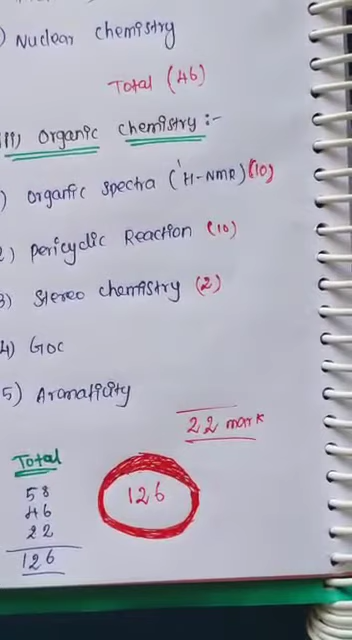 ) Nuclear chemistry
Total (46)
iii) Organic chemistry :-
) Organic spectra (¹H-NMR) (10)
2) Pericyclic Reaction (10)
3) Stereo chemistry (2)
4) GOC
5) Aromaticity
22 mark
Total
58
46
22
126
126